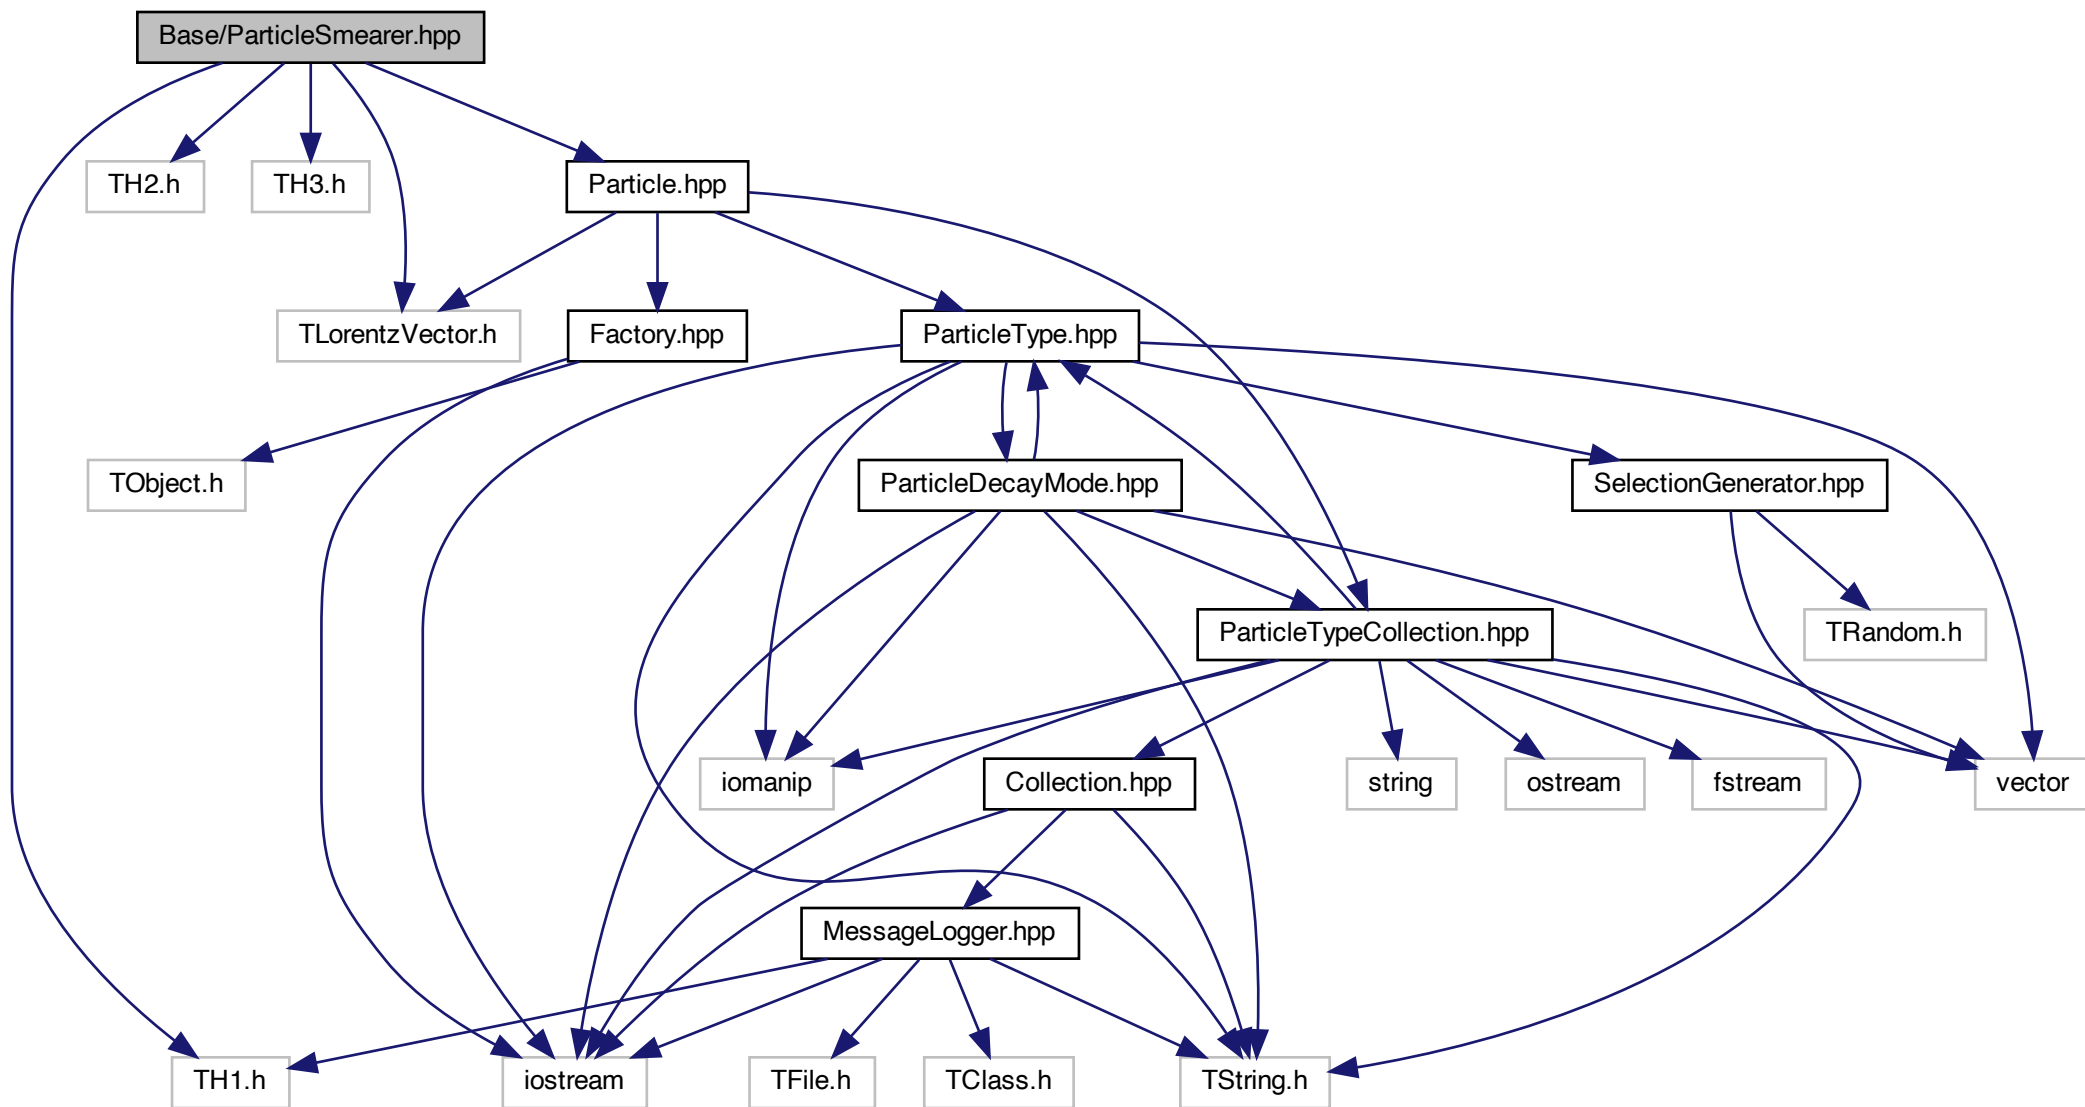 Base/ParticleSmearer.hpp
TH2.h
TH3.h
Particle.hpp
TLorentzVector.h
Factory.hpp
ParticleType.hpp
TObject.h
ParticleDecayMode.hpp
SelectionGenerator.hpp
ParticleTypeCollection.hpp
TRandom.h
iomanip
Collection.hpp
string
ostream
fstream
vector
MessageLogger.hpp
TH1.h
iostream
TFile.h
TClass.h
TString.h